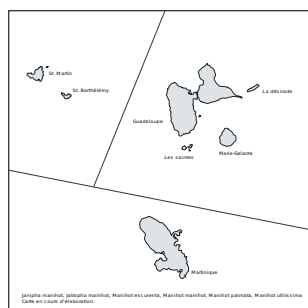 St. Martin
St. Barthélémy
La désirade
Guadeloupe
Marie-Galante
Les saintes
Martinique
Janipha manihot, Jatropha manihot, Manihot esculenta, Manihot manihot, Manihot palmata, Manihot utilissima
Carte en cours d'élaboration.